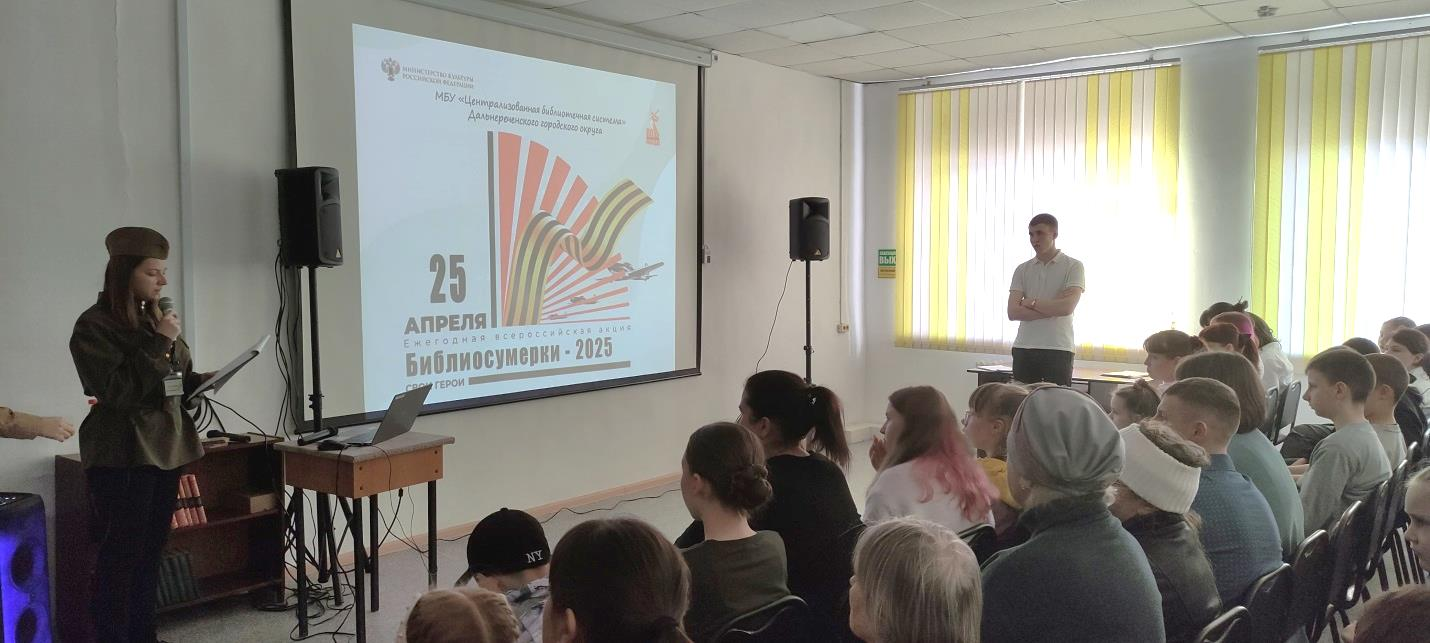 МИНИСТЕРСТВО КУЛЬТУРЫ
РОССИЙСКОЙ ФЕДЕРАЦИИ
МБУ «Централизованная библиотечная система»
Дальнереченского городского округа
25
АПРЕЛЯ
Ежегодная всероссийская акция
Библиосумерки - 2025
СВОИ ГЕРОИ
ВЫХ
NY